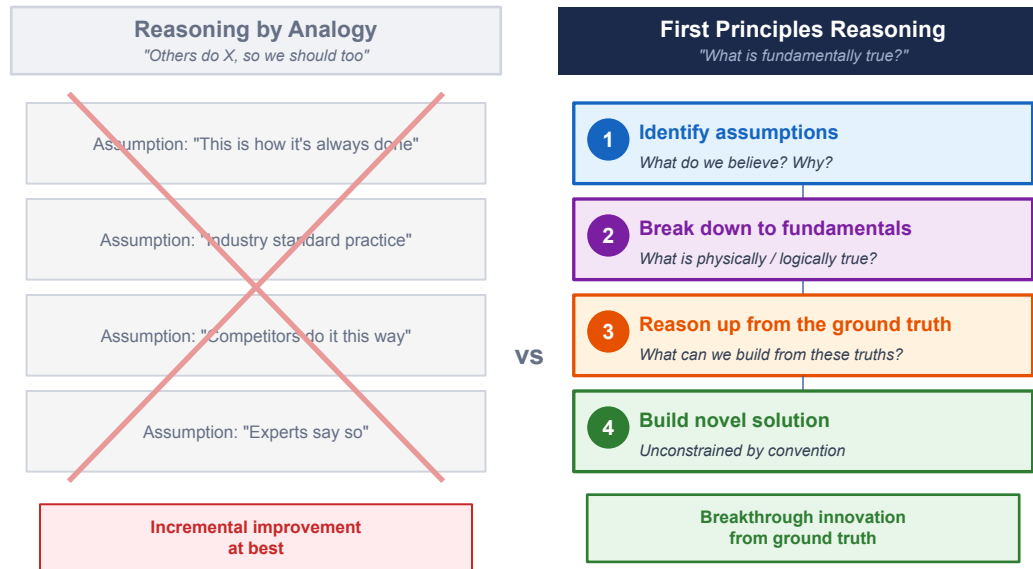 Reasoning by Analogy
"Others do X, so we should too"
Assumption: "This is how it's always done"
Assumption: "Industry standard practice"
Assumption: "Competitors do it this way"
Assumption: "Experts say so"
Incremental improvement
at best
vs
First Principles Reasoning
"What is fundamentally true?"
1 Identify assumptions
What do we believe? Why?
2 Break down to fundamentals
What is physically / logically true?
3 Reason up from the ground truth
What can we build from these truths?
4 Build novel solution
Unconstrained by convention
Breakthrough innovation
from ground truth